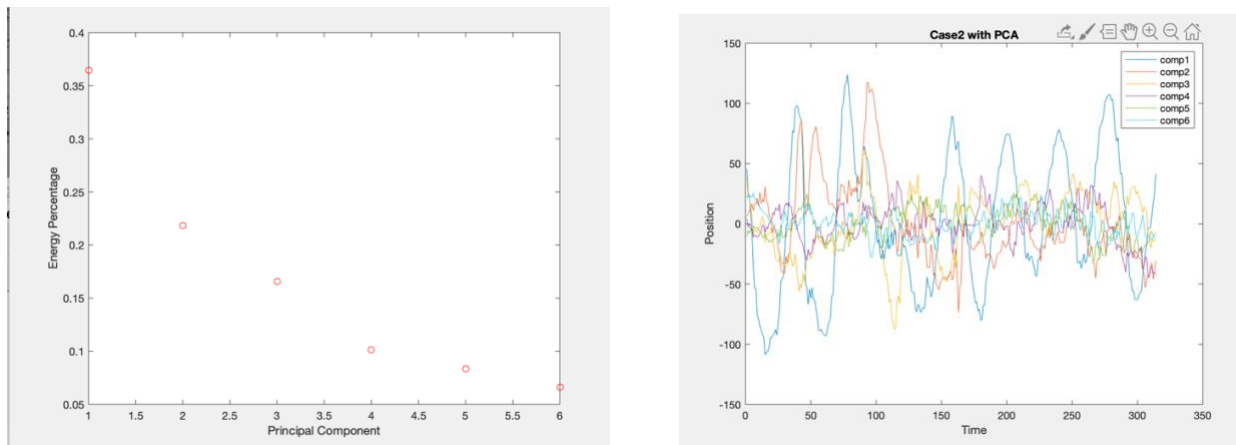 0.4
0.35
0.3
0.25
0.2
0.15
0.1
0.05
Energy Percentage
1 1.5 2 2.5 3 3.5 4 4.5 5 5.5 6
Principal Component
Case2 with PCA
150
100
50
0
-50
-100
-150
Position
comp1
comp2
comp3
comp4
comp5
comp6
0 50 100 150 200 250 300 350
Time